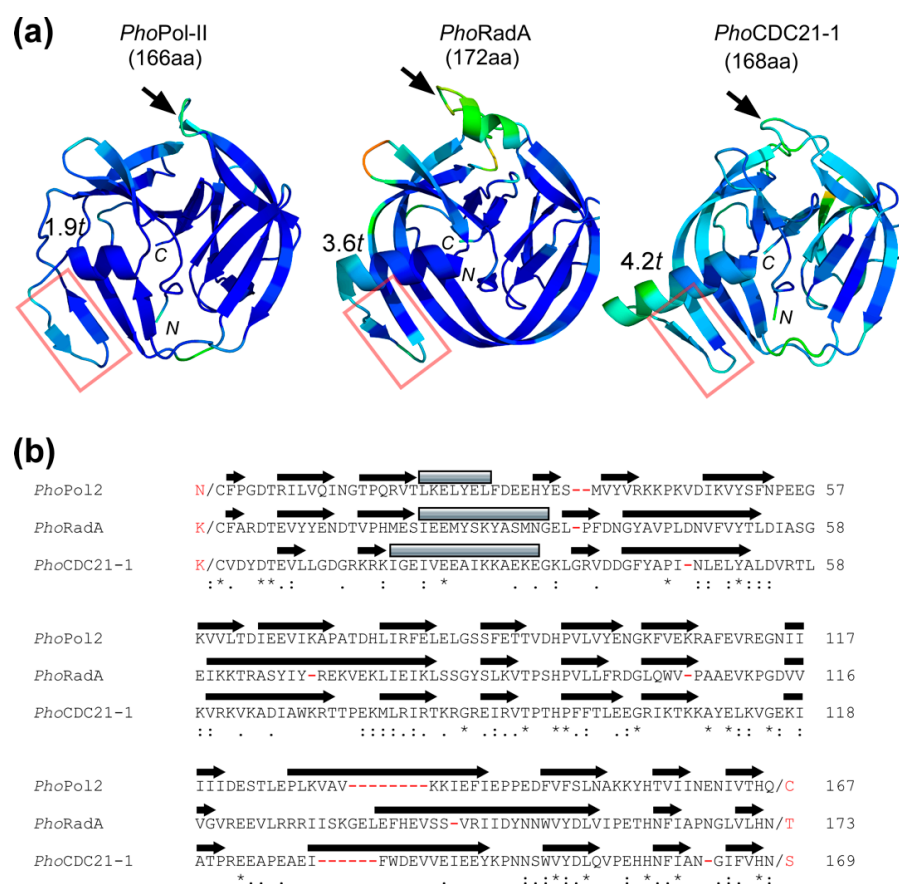 (a)
PhoPol-II
(166aa)
PhoRadA
(172aa)
PhoCDC21-1
(168aa)
1.9t
C
N
3.6t
C
N
4.2t
C
N
(b)
PhoPol2 N/CFPGDTRILVQINGTPQRVTLKELYELFDEEHYES--MVYVRKKPKVDIKVYSFNPEEG 57
PhoRadA K/CFARDTEVYYENDTVPHMESIEEMYSKYASMNGEL-PFDNGYAVPLDNVFVYTLDIASG 58
PhoCDC21-1 K/CVDYDTEVLLGDGRKRKIGEIVEEAIKKAEKEGKLGRVDDGFYAPI-NLELYALDVRTL 58
PhoPol2 KVVLTDIEEVIKAPATDHLIRFELELGSSFETTVDHPVLVYENGKFVEKRAFEVREGNII 117
PhoRadA EIKKTRASYIY-REKVEKLIEIKLSSGYSLKVTPSHPVLLFRDGLQWV-PAAEVKPGDVV 116
PhoCDC21-1 KVRKVKADIAWKRTTPEKMLRIRTKRGREIRVTPTHPFFTLEEGRIKTKKAYELKVGEKI 118
PhoPol2 IIIDESTLEPLKVAV--------KKIEFIEPPEDFVFSLNAKKYHTVIINENIVTHQ/C 167
PhoRadA VGVREEVLRRRIISKGELEFHEVSS-VRIIDYNNWVYDLVIPETHNFIAPNGLVLHN/T 173
PhoCDC21-1 ATPREEAPEAEI------FWDEVVEIEEYKPNNSWVYDLQVPEHHNFIAN-GIFVHN/S 169